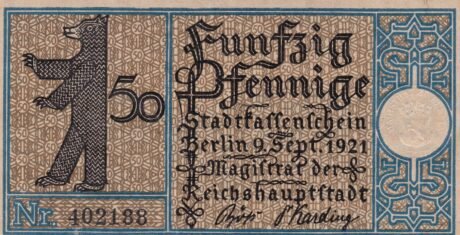 50
Funfzig
Pfennige
Stadtkassenschein
Berlin 9. Sept. 1921
Magistrat der
Reichshauptstadt
Nr. 402188